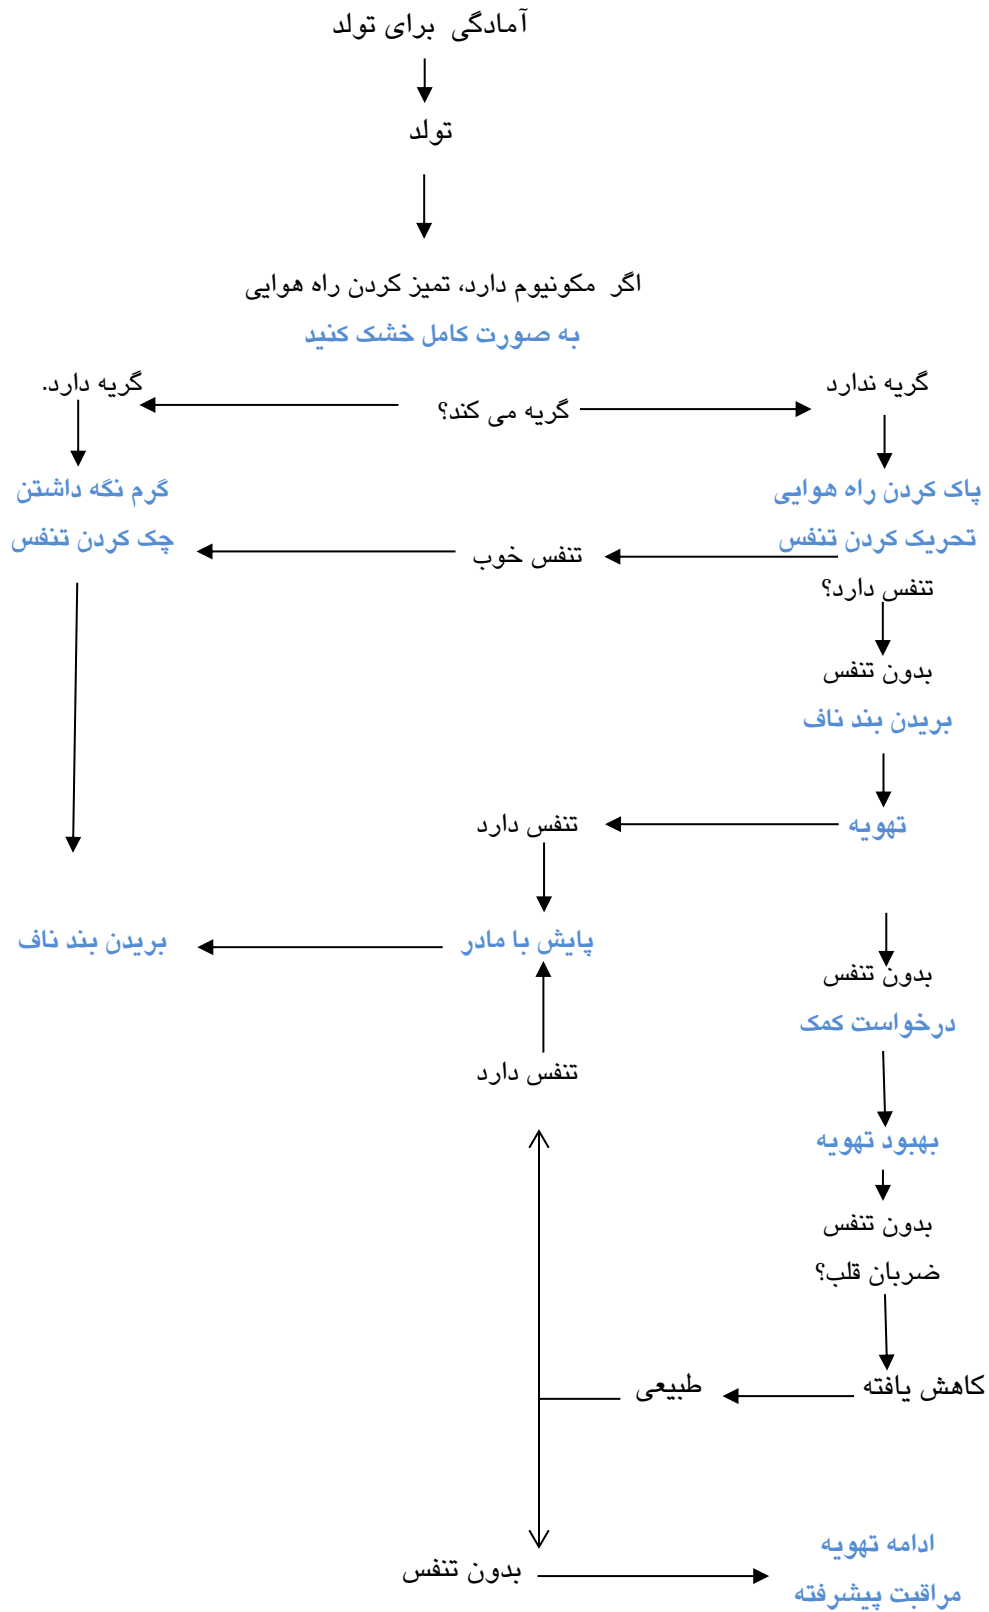 آمادگی برای تولد
تولد
اگر مکونیوم دارد، تمیز کردن راه هوایی
به صورت کامل خشک کنید
گریه ندارد
گریه می کند؟
گریه دارد.
پاک کردن راه هوایی
گرم نگه داشتن
تحریک کردن تنفس
تنفس خوب
چک کردن تنفس
تنفس دارد؟
بدون تنفس
بریدن بند ناف
تهویه
تنفس دارد
پایش با مادر
بریدن بند ناف
بدون تنفس
درخواست کمک
تنفس دارد
بهبود تهویه
بدون تنفس
ضربان قلب؟
کاهش یافته
طبیعی
ادامه تهویه
بدون تنفس
مراقبت پیشرفته